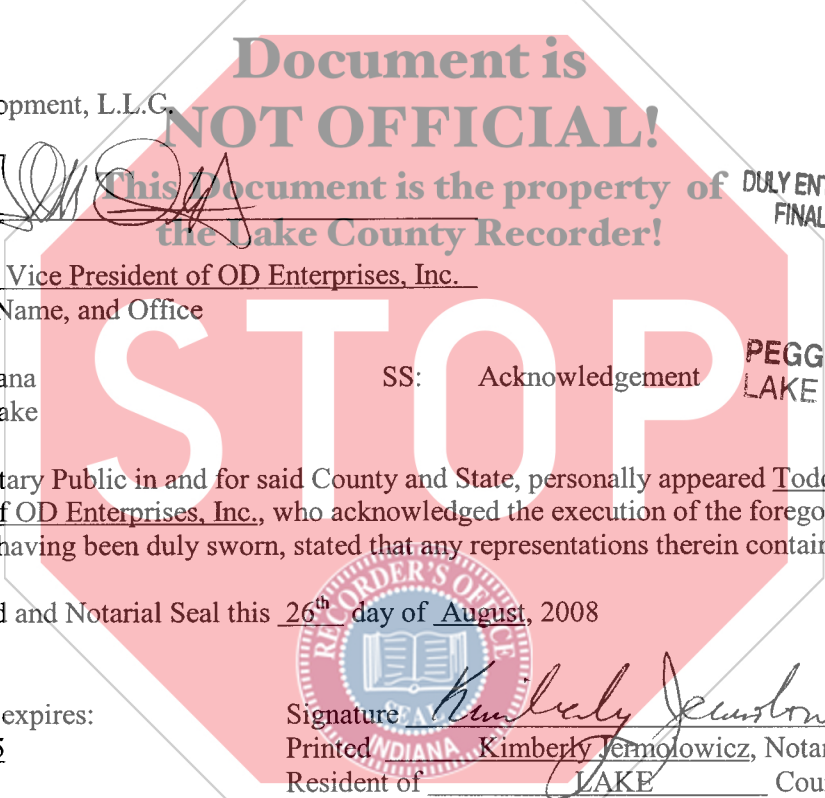 Document is
NOT OFFICIAL!
This Document is the property of
the Lake County Recorder!
STOP
opment, L.L.C.
DULY ENT
FINAL
Vice President of OD Enterprises, Inc.
Name, and Office
PEGG
ana SS: Acknowledgement
LAKE
ake
tary Public in and for said County and State, personally appeared Todd
f OD Enterprises, Inc., who acknowledged the execution of the forego
having been duly sworn, stated that any representations therein contain
d and Notarial Seal this 26th day of August, 2008
RECORDER'S OFFICE
SEAL
INDIANA
expires: Signature Kimberly Jermolow
5 Printed Kimberly Jermolowicz, Notar
Resident of LAKE Coun